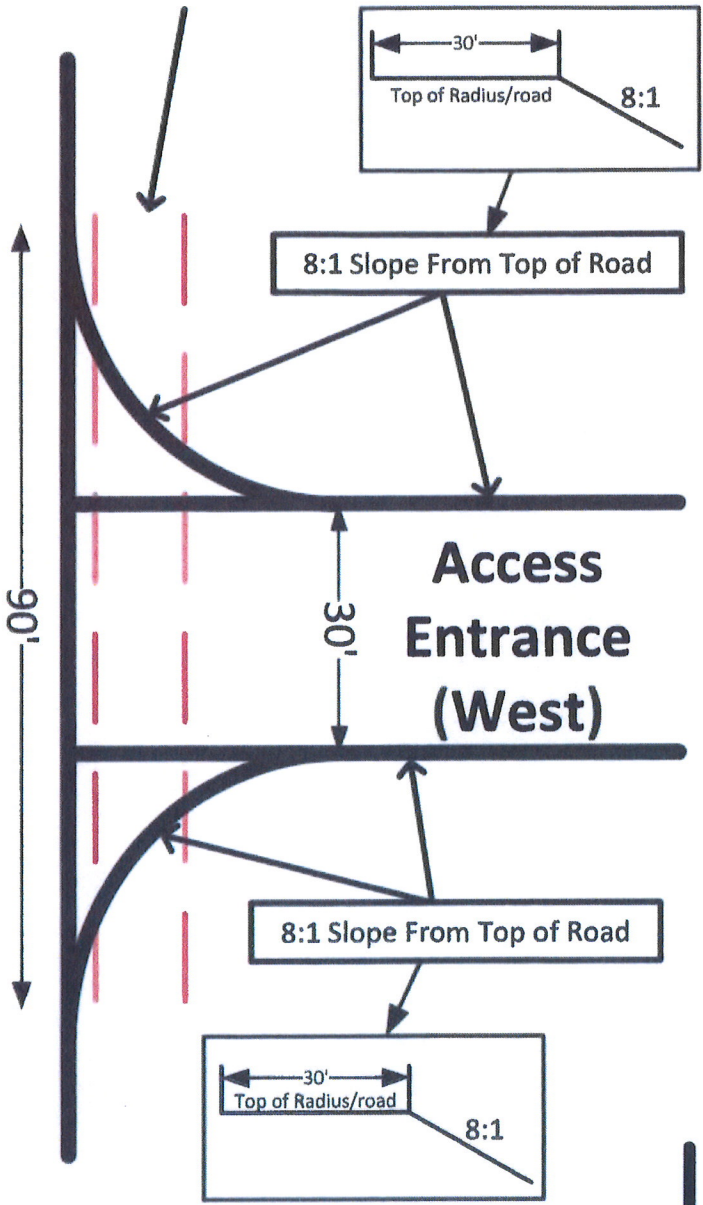 30'
Top of Radius/road
8:1
8:1 Slope From Top of Road
90'
30'
Access
Entrance
(West)
8:1 Slope From Top of Road
30'
Top of Radius/road
8:1